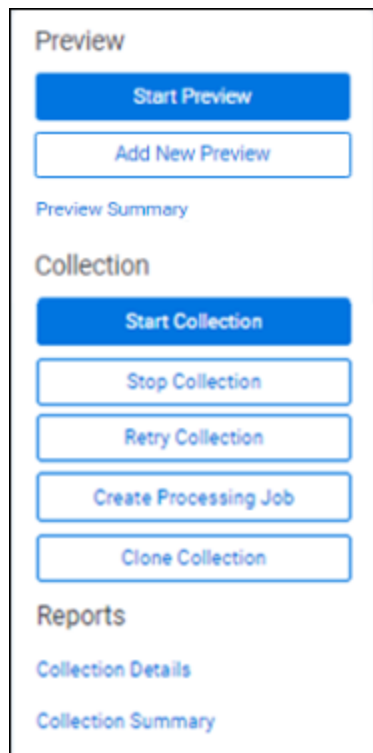 Preview
Start Preview
Add New Preview
Preview Summary
Collection
Start Collection
Stop Collection
Retry Collection
Create Processing Job
Clone Collection
Reports
Collection Details
Collection Summary